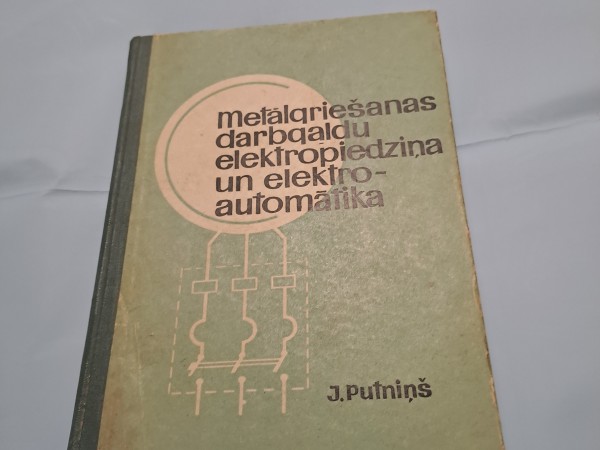 Metālgriešanas
darbgaldu
elektropiedziņa
un elektro-
automātika
J. Putniņš